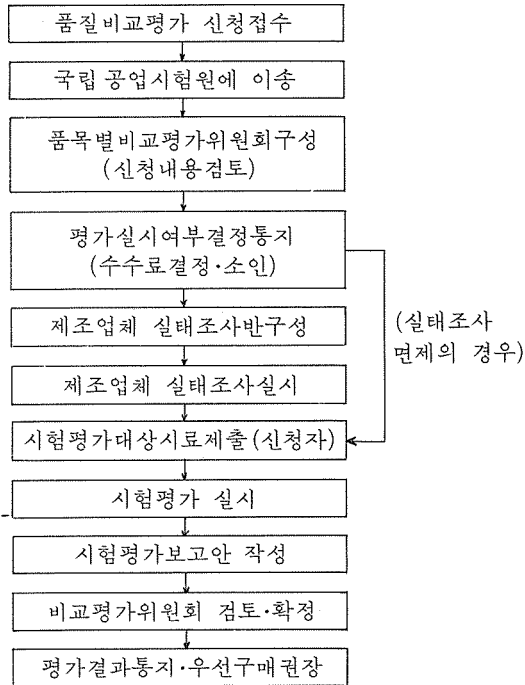 품질비교평가 신청접수
국립 공업시험원에 이송
품목별비교평가위원회구성
(신청내용검토)
평가실시여부결정통지
(수수료결정·소인)
제조업체 실태조사반구성
(실태조사
면제의 경우)
제조업체 실태조사실시
시험평가대상시료제출(신청자)
시험평가 실시
시험평가보고안 작성
비교평가위원회 검토·확정
평가결과통지·우선구매권장